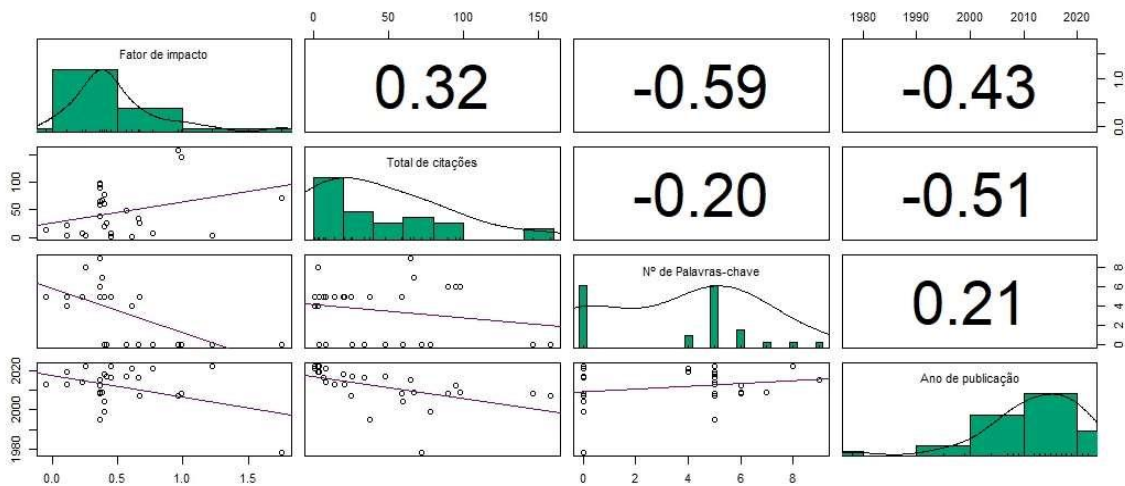 0 50 100 150
1980 1990 2000 2010 2020
Fator de impacto
0.32
-0.59
-0.43
0.0 1.0
Total de citações
-0.20
-0.51
0 50 100
Nº de Palavras-chave
0.21
0 2 4 6 8
Ano de publicação
1980 2000 2020
0.0 0.5 1.0 1.5
0 2 4 6 8